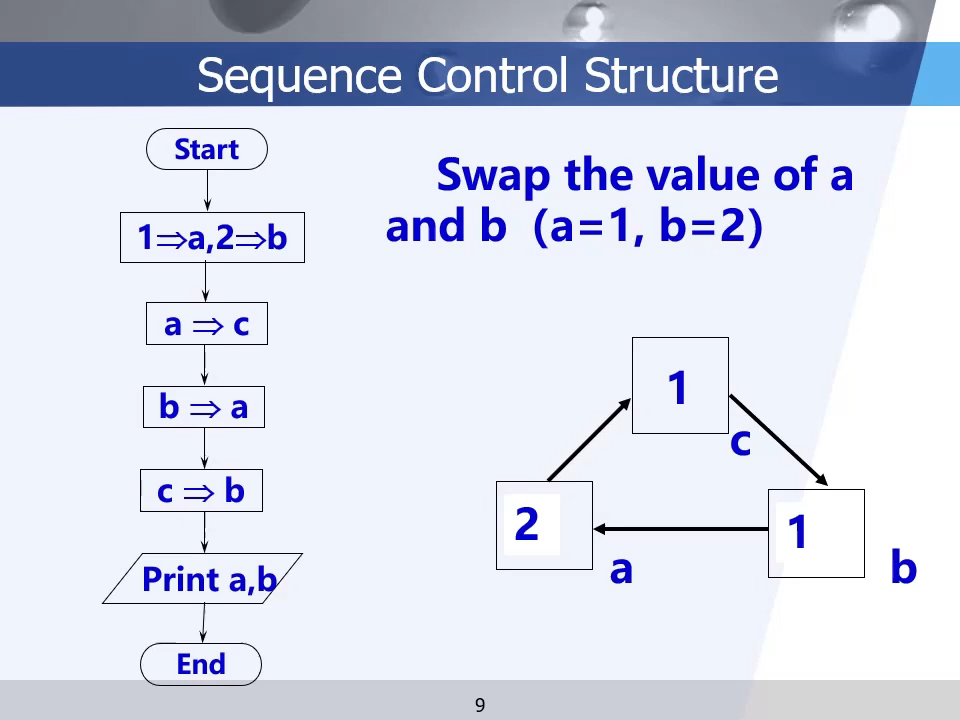 Sequence Control Structure
Start
1⇒a,2⇒b
a ⇒ c
b ⇒ a
c ⇒ b
Print a,b
End
Swap the value of a
and b (a=1, b=2)
1
c
2
a
1
b
9